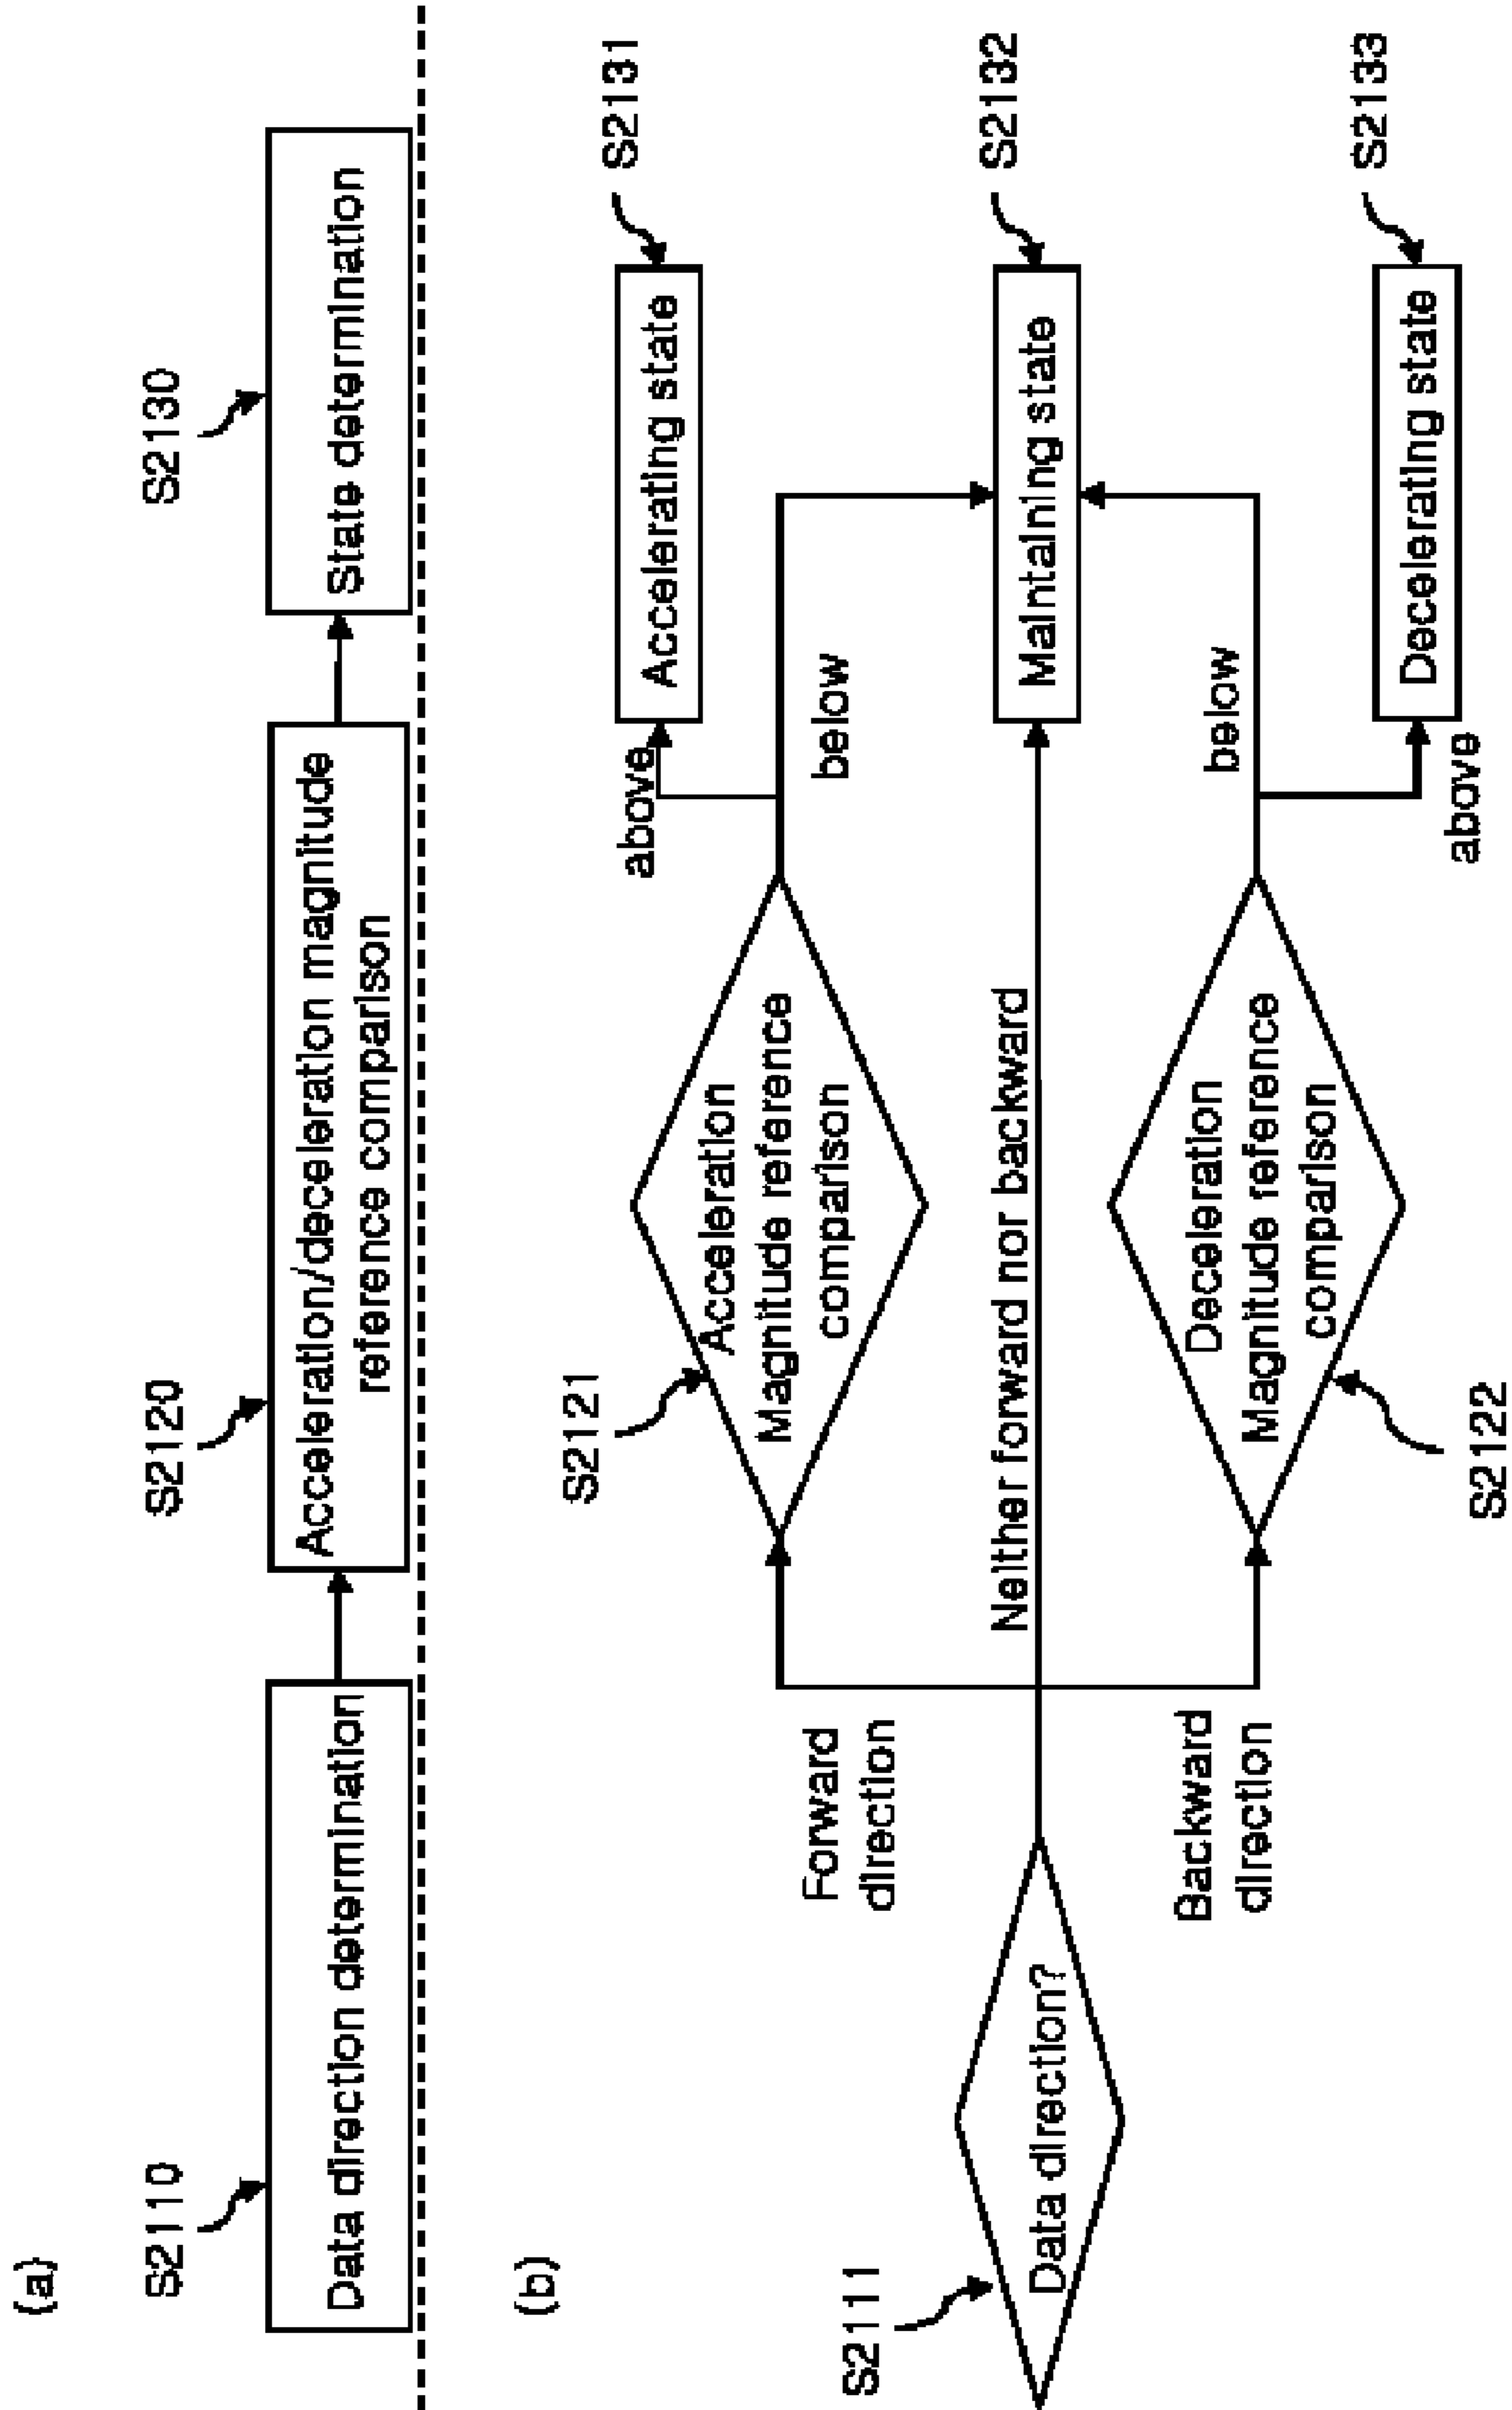 (a)
S2110
S2120
S2130
Data direction determination
Acceleration/deceleration magnitude
reference comparison
State determination
(b)
S2111
Data direction?
Forward
direction
Neither forward nor backward
Backward
direction
S2121
Acceleration
Magnitude reference
comparison
S2122
Deceleration
Magnitude reference
comparison
above
below
below
above
Accelerating state
S2131
Maintaining state
S2132
Decelerating state
S2133